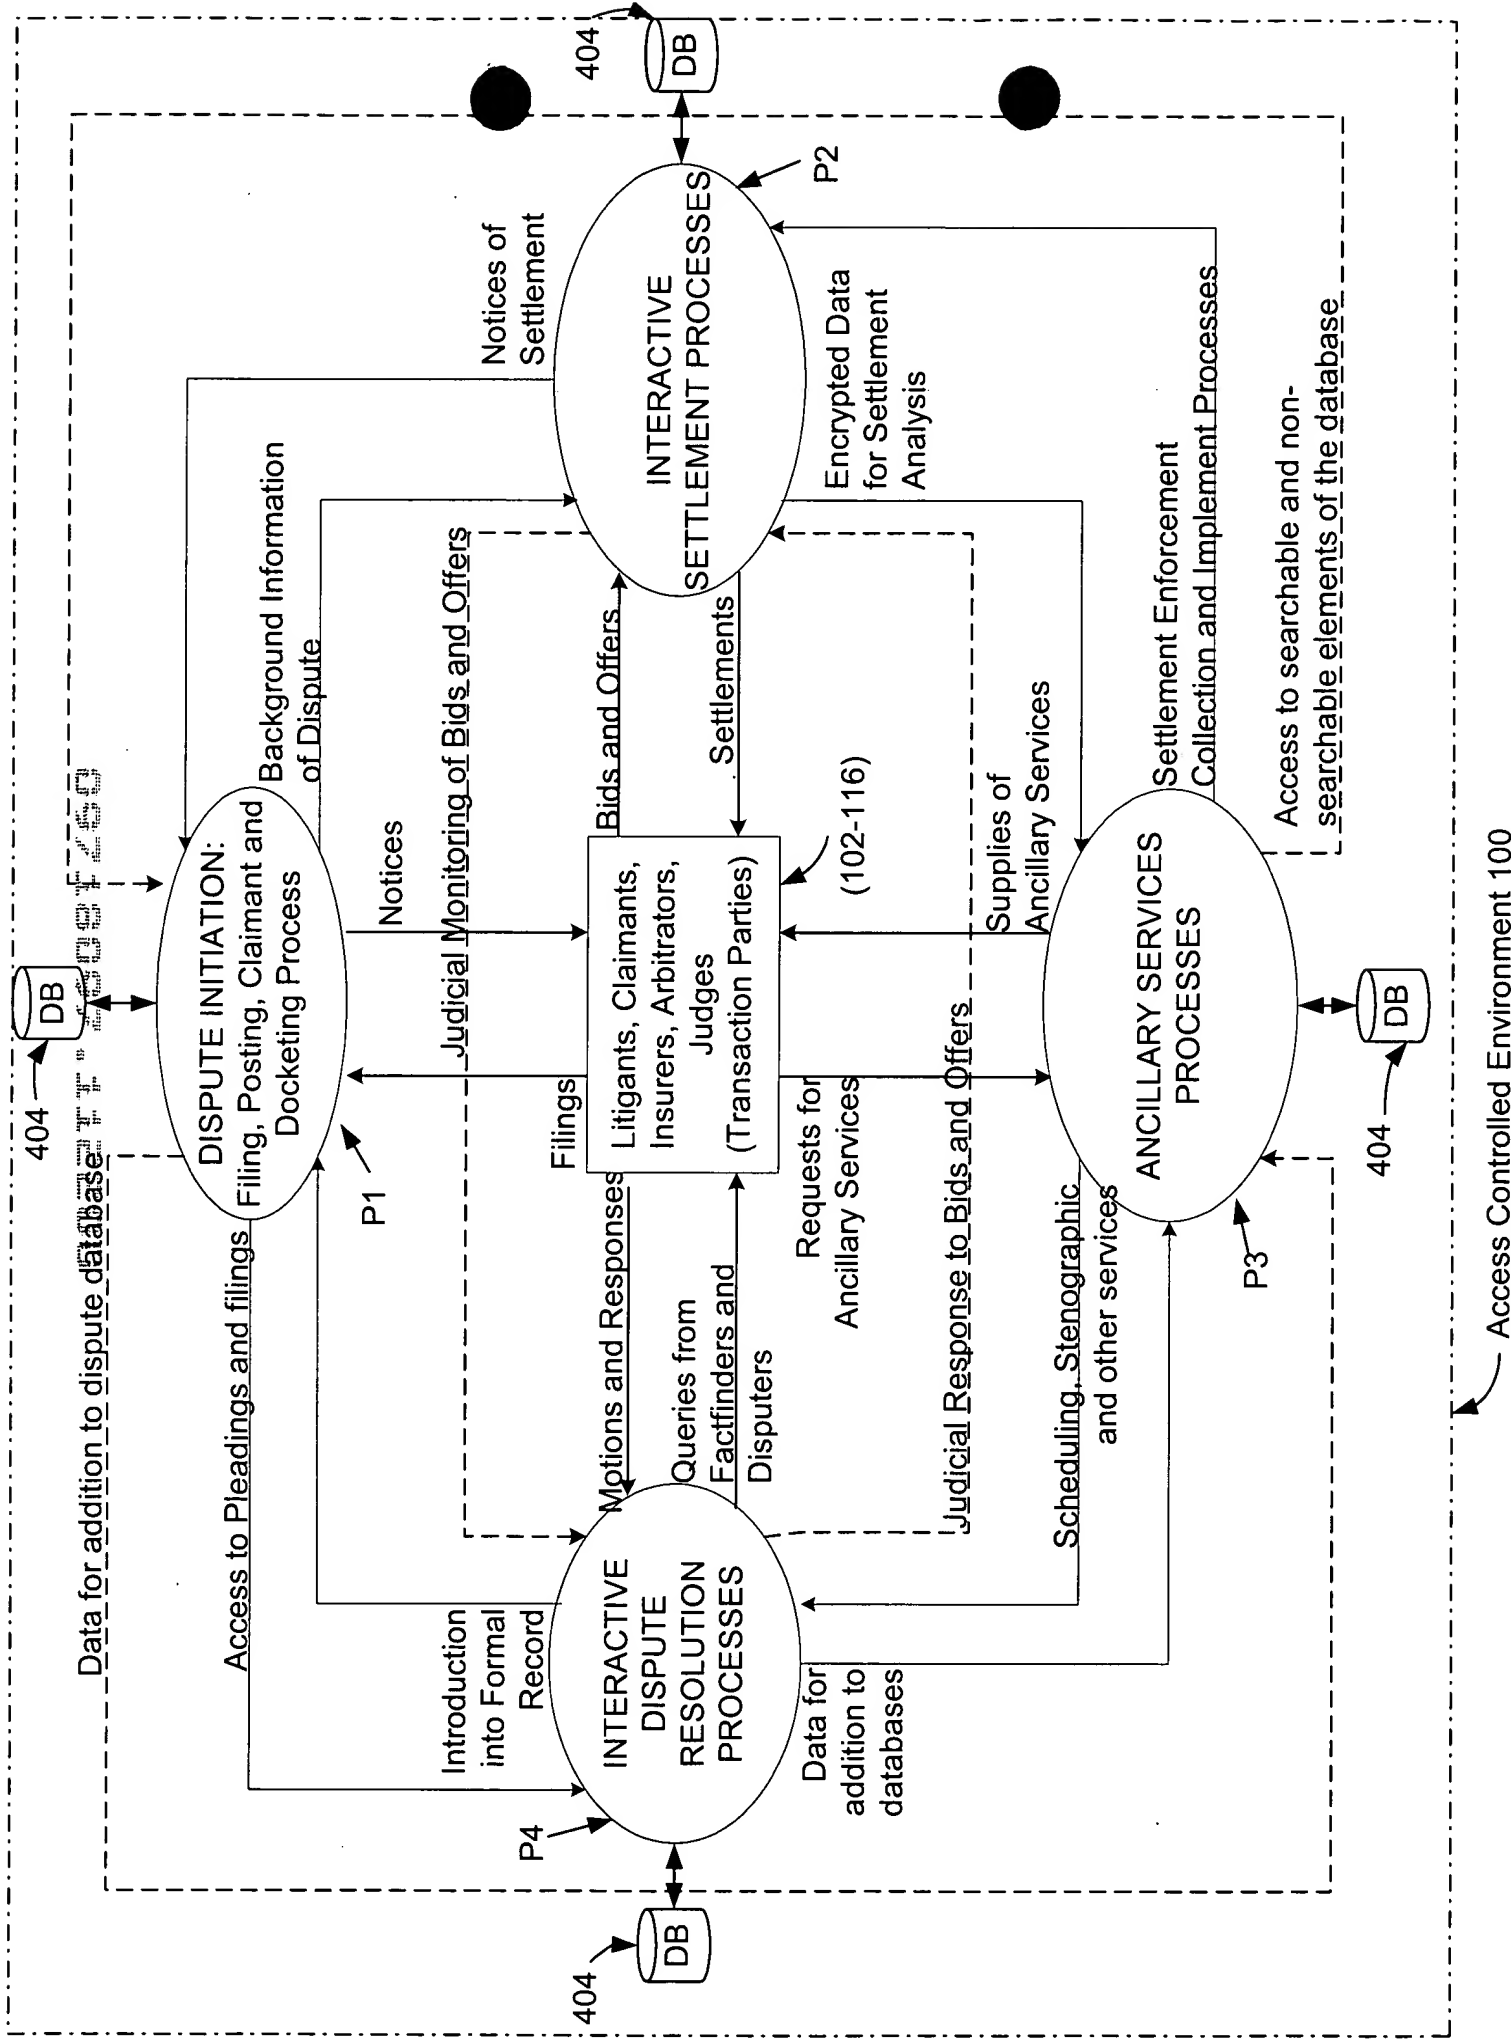 404
DB
Data for addition to dispute database
DISPUTE INITIATION:
Filing, Posting, Claimant and
Docketing Process
P1
Access to Pleadings and filings
Background Information
of Dispute
Notices
Judicial Monitoring of Bids and Offers
Introduction
into Formal
Record
Notices of
Settlement
Filings
404
DB
P4
INTERACTIVE
DISPUTE
RESOLUTION
PROCESSES
Motions and Responses
Queries from
Factfinders and
Disputers
Litigants, Claimants,
Insurers, Arbitrators,
Judges
(Transaction Parties)
(102-116)
Bids and Offers
Settlements
INTERACTIVE
SETTLEMENT PROCESSES
P2
404
DB
Data for
addition to
databases
Requests for
Ancillary Services
Encrypted Data
for Settlement
Analysis
Judicial Response to Bids and Offers
Supplies of
Ancillary Services
Scheduling, Stenographic
and other services
ANCILLARY SERVICES
PROCESSES
P3
Settlement Enforcement
Collection and Implement Processes
Access to searchable and non-
searchable elements of the database
404
DB
Access Controlled Environment 100